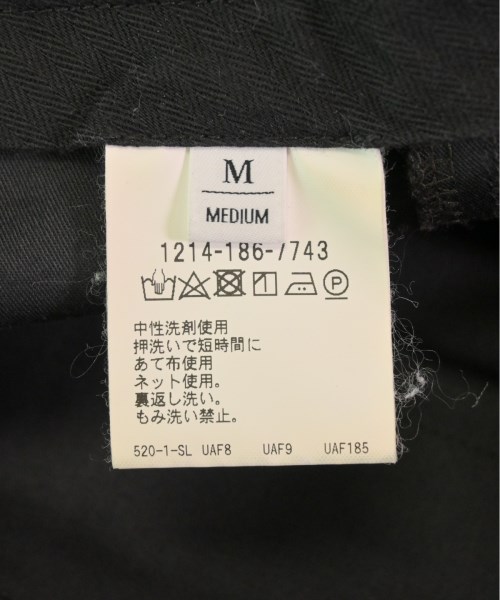 M
MEDIUM
1214-186-7743
P
中性洗剤使用
押洗いで短時間に
あて布使用
ネット使用。
裏返し洗い。
もみ洗い禁止。
520-1-SL UAF8 UAF9 UAF185